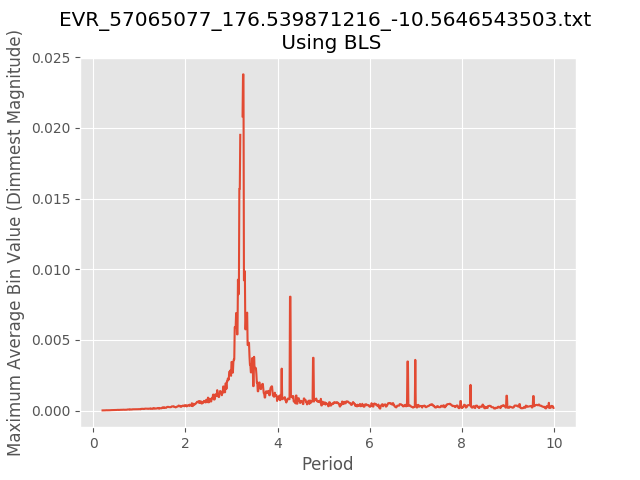 EVR_57065077_176.539871216_-10.5646543503.txt
Using BLS
Maximum Average Bin Value (Dimmest Magnitude)
0.025
0.020
0.015
0.010
0.005
0.000
0 2 4 6 8 10
Period